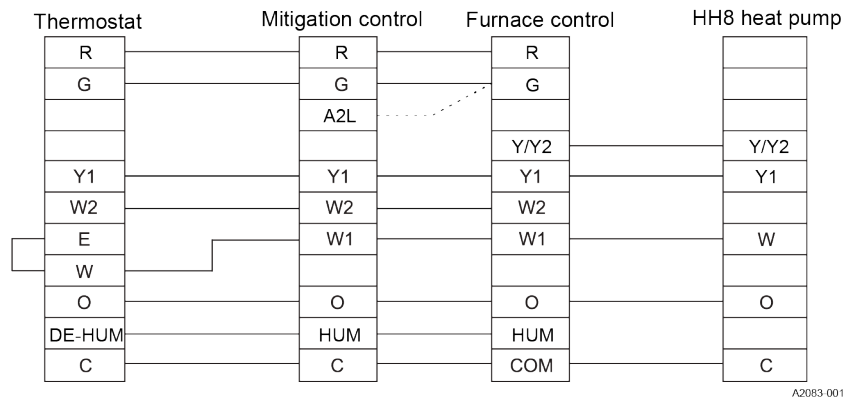 Thermostat Mitigation control Furnace control HH8 heat pump
R R R
G G G
A2L
Y/Y2 Y/Y2
Y1 Y1 Y1 Y1
W2 W2 W2
E W1 W1 W
W
O O O O
DE-HUM HUM HUM
C C COM C
A2083-001